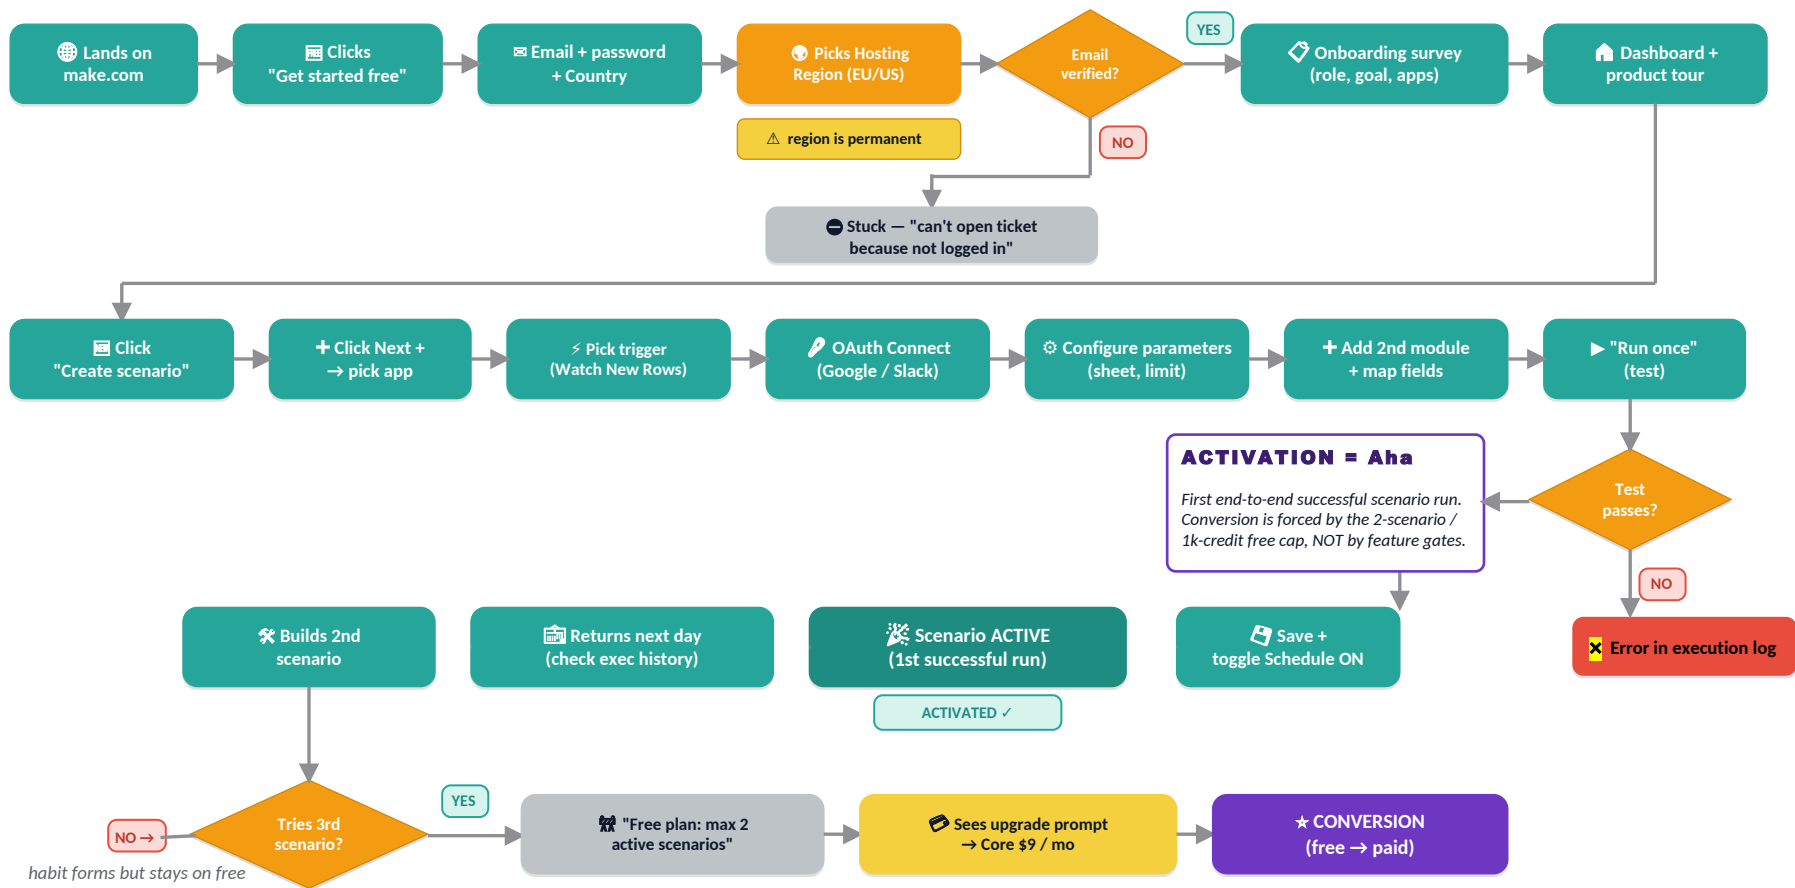 Lands on
make.com
Clicks
"Get started free"
Email + password
+ Country
Picks Hosting
Region (EU/US)
⚠ region is permanent
Email
verified?
YES
NO
Onboarding survey
(role, goal, apps)
Dashboard +
product tour
Stuck — "can't open ticket
because not logged in"
Click
"Create scenario"
Click Next +
→ pick app
⚡ Pick trigger
(Watch New Rows)
OAuth Connect
(Google / Slack)
⚙ Configure parameters
(sheet, limit)
+ Add 2nd module
+ map fields
▶ "Run once"
(test)
ACTIVATION = Aha
First end-to-end successful scenario run.
Conversion is forced by the 2-scenario /
1k-credit free cap, NOT by feature gates.
Test
passes?
NO
Error in execution log
Builds 2nd
scenario
Returns next day
(check exec history)
Scenario ACTIVE
(1st successful run)
ACTIVATED ✓
Save +
toggle Schedule ON
Tries 3rd
scenario?
NO →
habit forms but stays on free
YES
"Free plan: max 2
active scenarios"
Sees upgrade prompt
→ Core $9 / mo
CONVERSION
(free → paid)